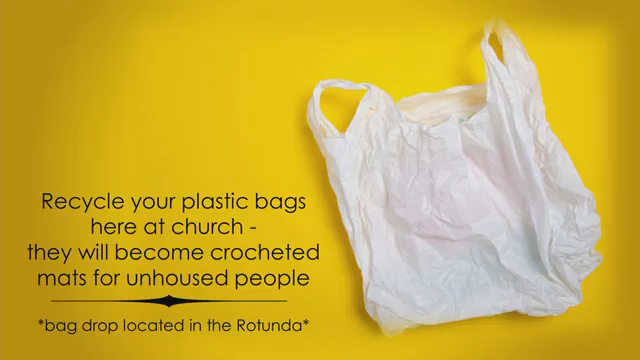 Recycle your plastic bags
here at church -
they will become crocheted
mats for unhoused people
*bag drop located in the Rotunda*